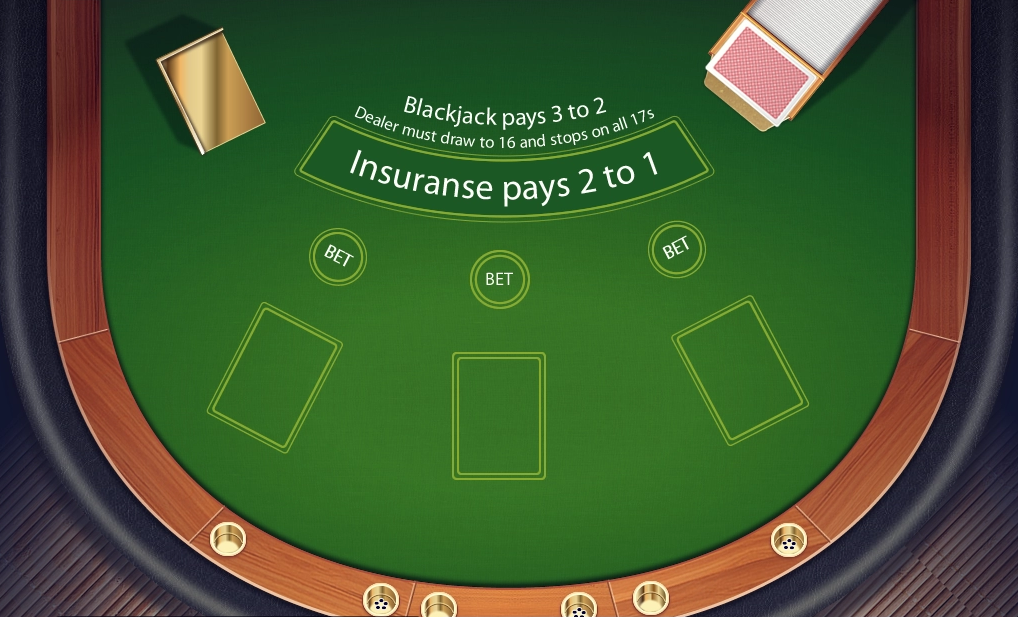 Blackjack pays 3 to 2
Dealer must draw to 16 and stops on all 17s
Insuranse pays 2 to 1
BET
BET
BET